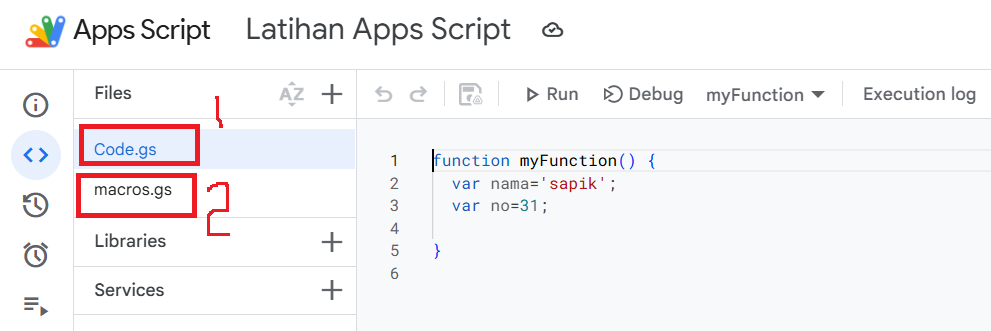 Apps Script Latihan Apps Script
Files AZ
Run Debug myFunction Execution log
1
Code.gs
macros.gs
2
Libraries
Services
1 function myFunction() {
2 var nama='sapik';
3 var no=31;
4
5 }
6